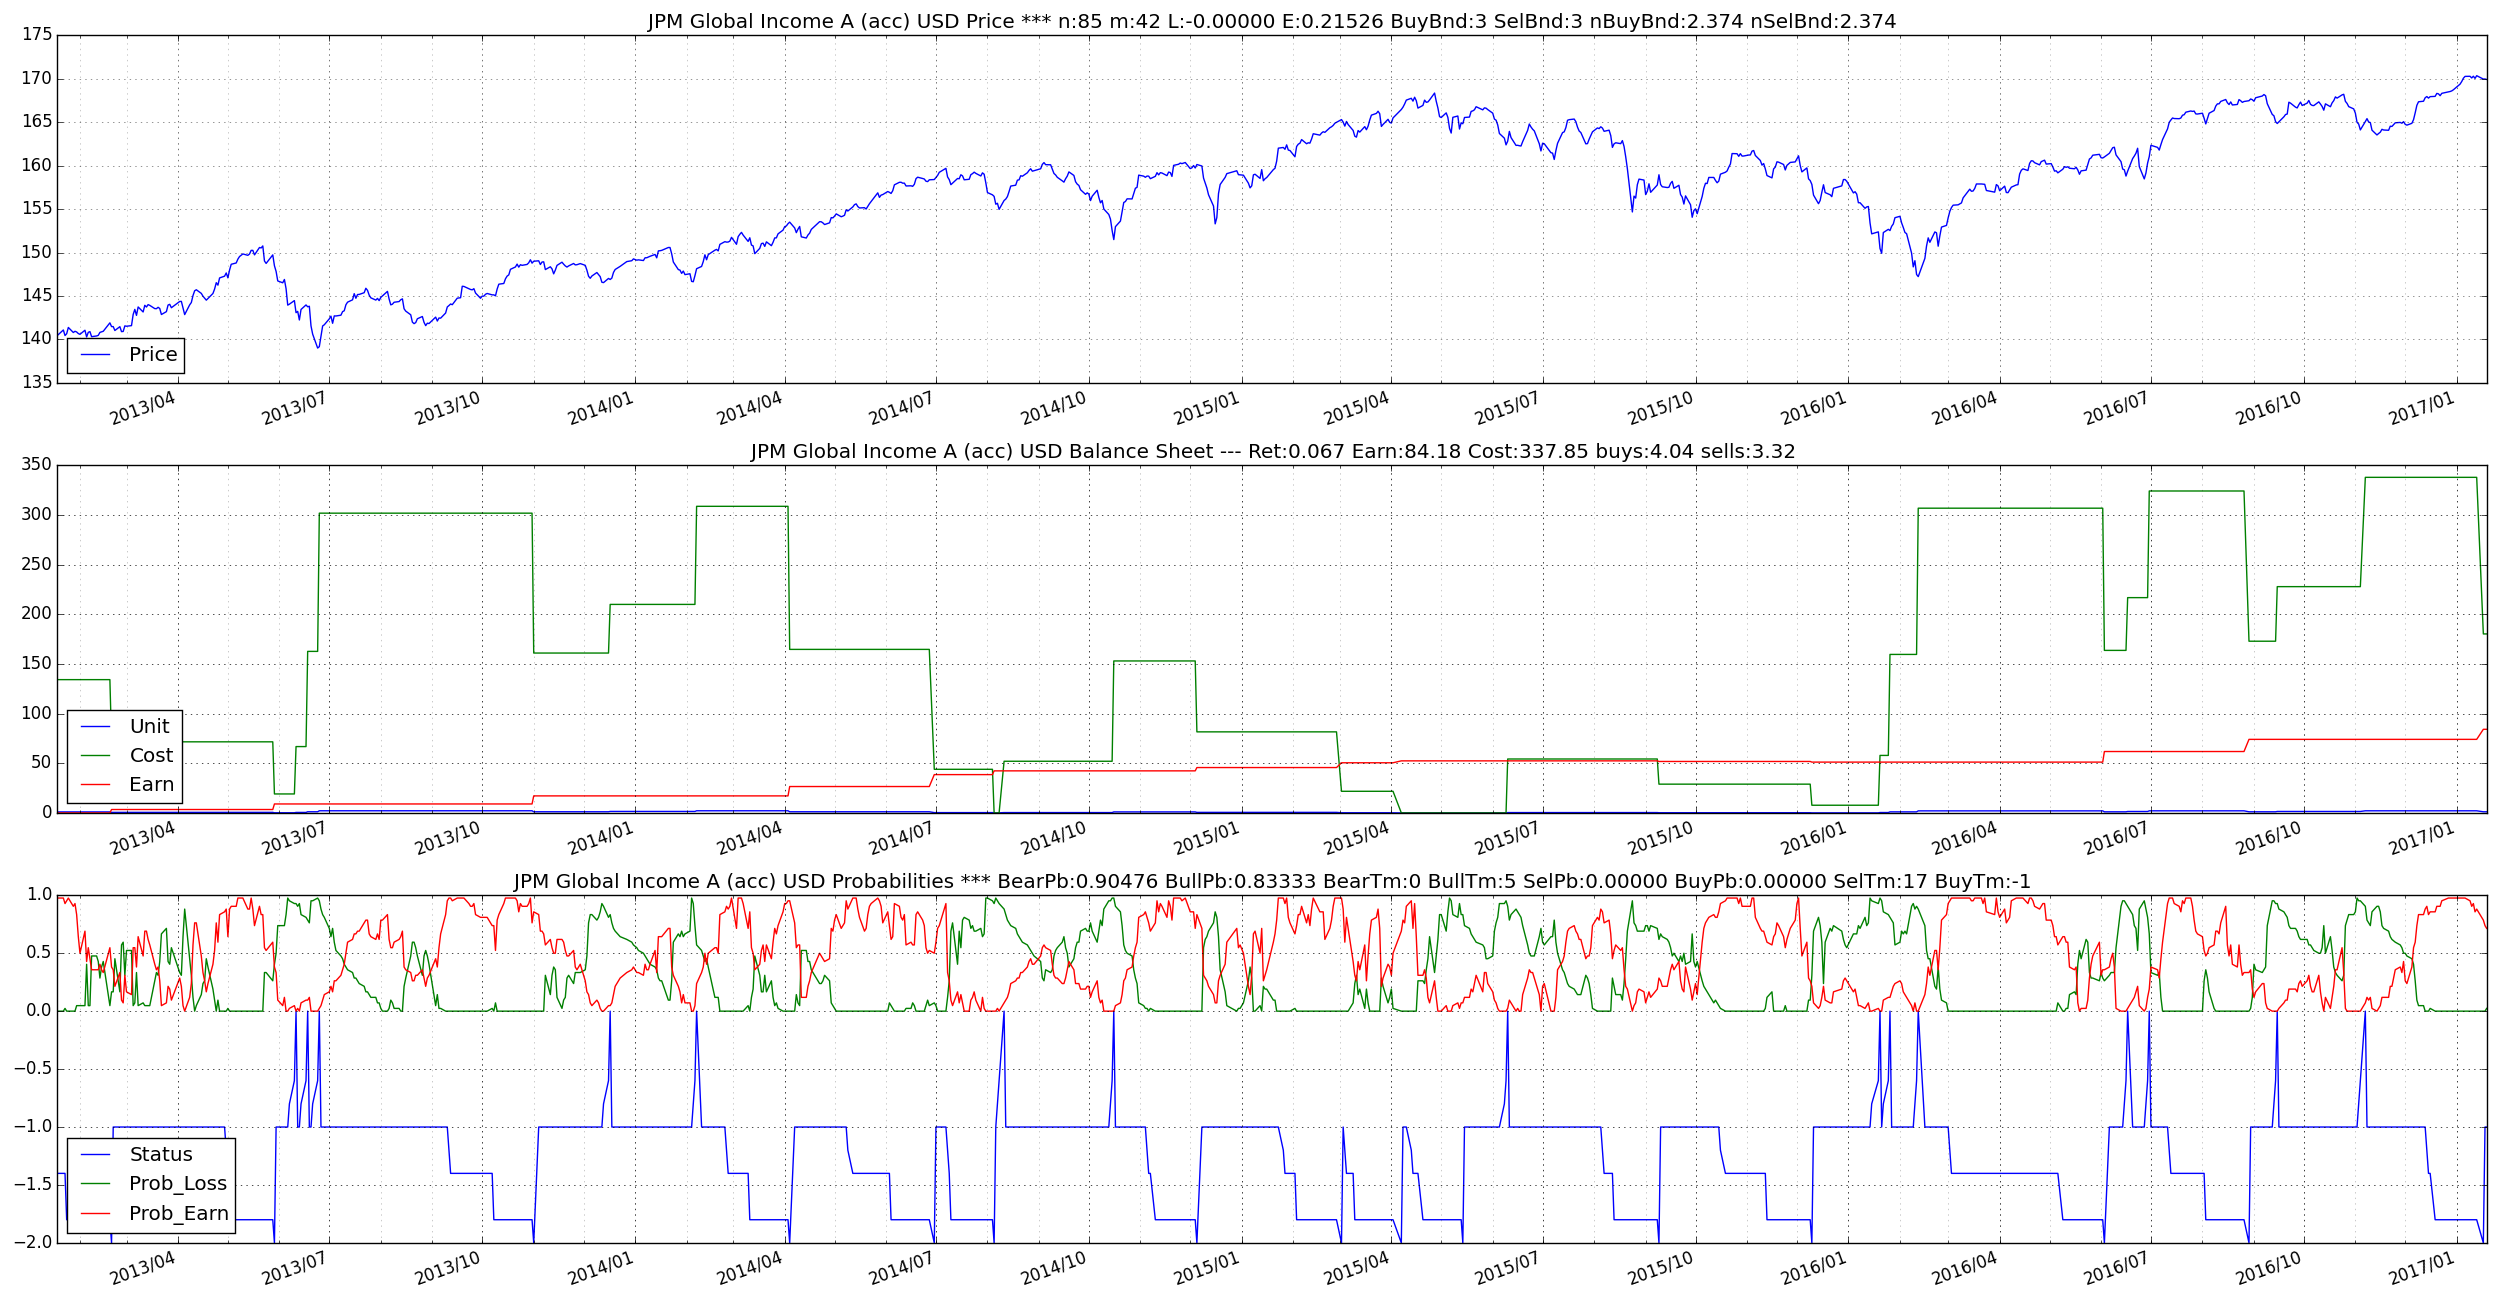 JPM Global Income A (acc) USD Price *** n:85 m:42 L:-0.00000 E:0.21526 BuyBnd:3 SelBnd:3 nBuyBnd:2.374 nSelBnd:2.374
175
170
165
160
155
150
145
140
135
Price
2013/04 2013/07 2013/10 2014/01 2014/04 2014/07 2014/10 2015/01 2015/04 2015/07 2015/10 2016/01 2016/04 2016/07 2016/10 2017/01
JPM Global Income A (acc) USD Balance Sheet --- Ret:0.067 Earn:84.18 Cost:337.85 buys:4.04 sells:3.32
350
300
250
200
150
100
50
0
Unit
Cost
Earn
2013/04 2013/07 2013/10 2014/01 2014/04 2014/07 2014/10 2015/01 2015/04 2015/07 2015/10 2016/01 2016/04 2016/07 2016/10 2017/01
JPM Global Income A (acc) USD Probabilities *** BearPb:0.90476 BullPb:0.83333 BearTm:0 BullTm:5 SelPb:0.00000 BuyPb:0.00000 SelTm:17 BuyTm:-1
1.0
0.5
0.0
−0.5
−1.0
−1.5
−2.0
Status
Prob_Loss
Prob_Earn
2013/04 2013/07 2013/10 2014/01 2014/04 2014/07 2014/10 2015/01 2015/04 2015/07 2015/10 2016/01 2016/04 2016/07 2016/10 2017/01